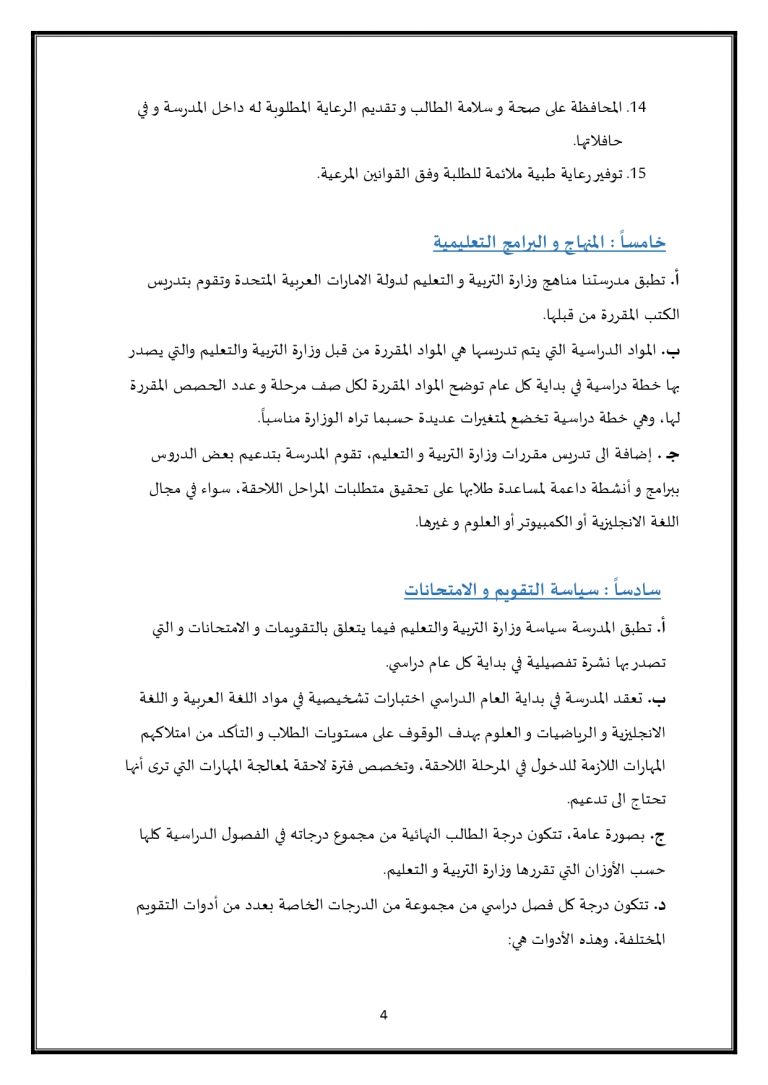 14. المحافظة على صحة و سلامة الطالب و تقديم الرعاية المطلوبة له داخل المدرسة و في
حافلاتها.
15. توفير رعاية طبية ملائمة للطلبة وفق القوانين المرعية.
خامساً : المنهاج و البرامج التعليمية
أ. تطبق مدرستنا مناهج وزارة التربية و التعليم لدولة الامارات العربية المتحدة وتقوم بتدريس
الكتب المقررة من قبلها.
ب. المواد الدراسية التي يتم تدريسها هي المواد المقررة من قبل وزارة التربية والتعليم والتي يصدر
بها خطة دراسية في بداية كل عام توضح المواد المقررة لكل صف مرحلة و عدد الحصص المقررة
لها، وهي خطة دراسية تخضع لمتغيرات عديدة حسبما تراه الوزارة مناسباً.
ج . إضافة الى تدريس مقررات وزارة التربية و التعليم، تقوم المدرسة بتدعيم بعض الدروس
ببرامج و أنشطة داعمة لمساعدة طلابها على تحقيق متطلبات المراحل اللاحقة، سواء في مجال
اللغة الانجليزية أو الكمبيوتر أو العلوم و غيرها.
سادساً : سياسة التقويم و الامتحانات
أ. تطبق المدرسة سياسة وزارة التربية والتعليم فيما يتعلق بالتقويمات و الامتحانات و التي
تصدر بها نشرة تفصيلية في بداية كل عام دراسي.
ب. تعقد المدرسة في بداية العام الدراسي اختبارات تشخيصية في مواد اللغة العربية و اللغة
الانجليزية و الرياضيات و العلوم بهدف الوقوف على مستويات الطلاب و التأكد من امتلاكهم
المهارات اللازمة للدخول في المرحلة اللاحقة، وتخصص فترة لاحقة لمعالجة المهارات التي ترى أنها
تحتاج الى تدعيم.
ج. بصورة عامة، تتكون درجة الطالب النهائية من مجموع درجاته في الفصول الدراسية كلها
حسب الأوزان التي تقررها وزارة التربية و التعليم.
د. تتكون درجة كل فصل دراسي من مجموعة من الدرجات الخاصة بعدد من أدوات التقويم
المختلفة، وهذه الأدوات هي:
4